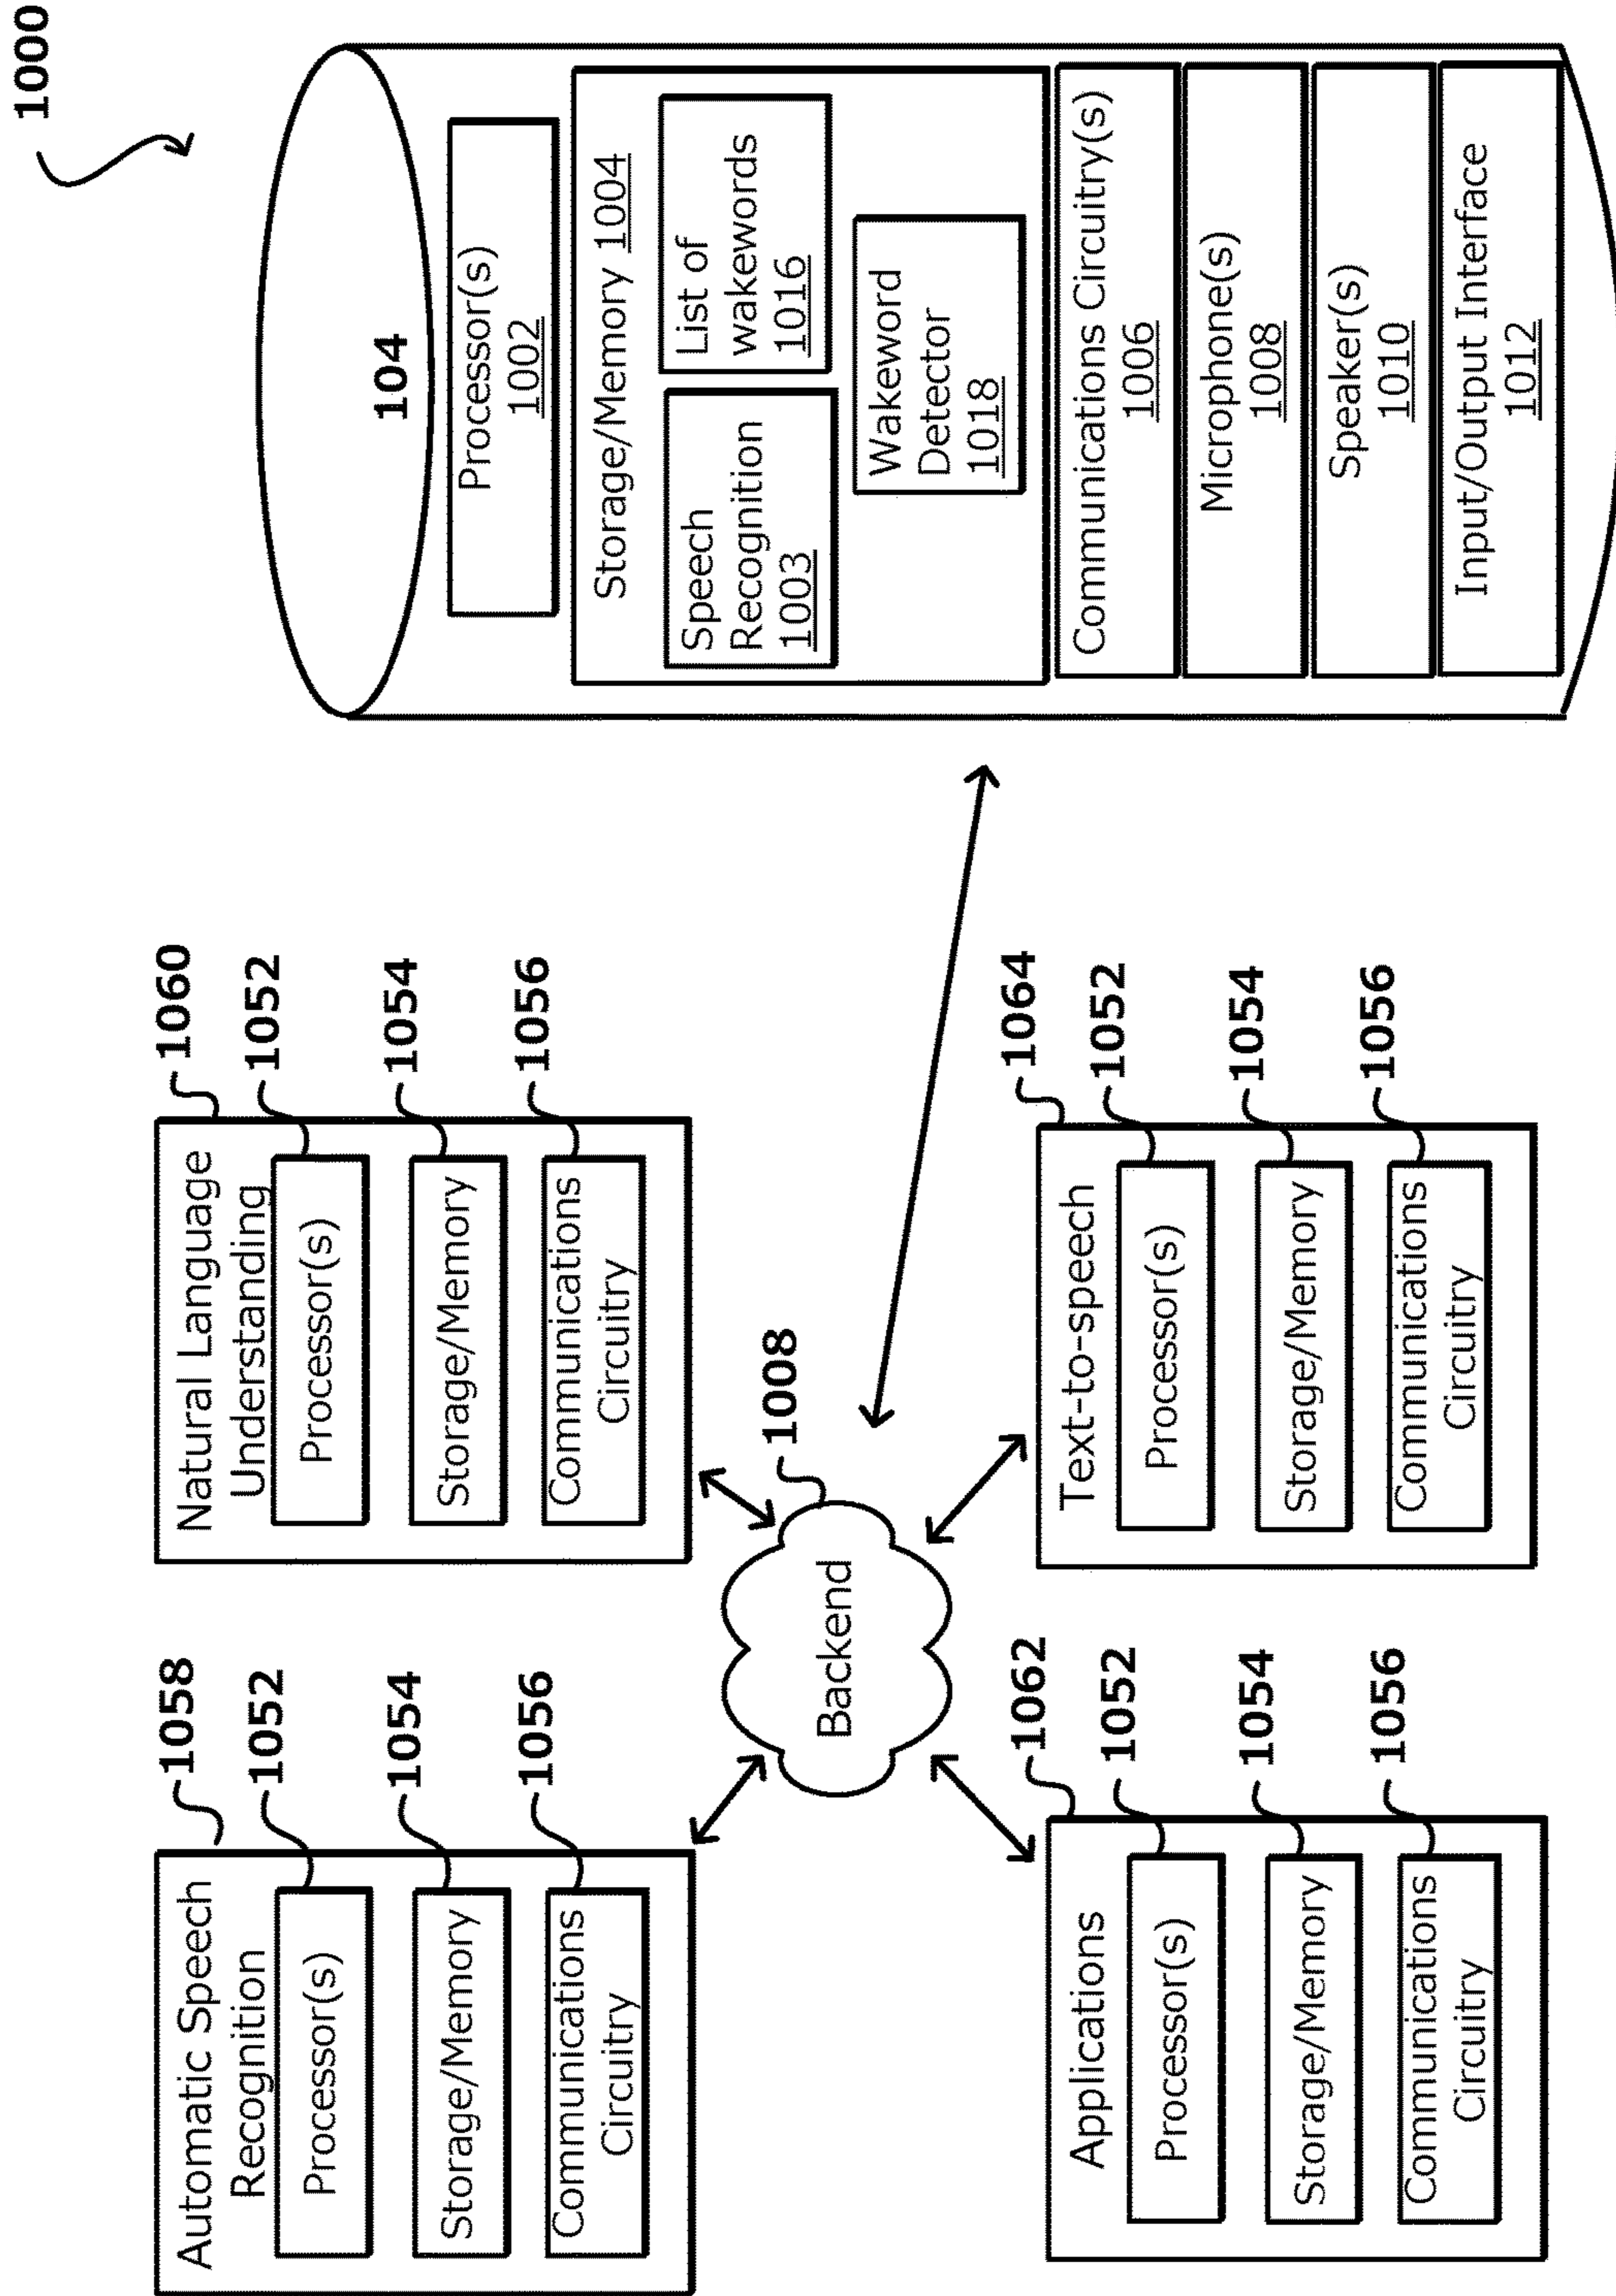 1000
Automatic Speech
Recognition
1058
Processor(s)
1052
Storage/Memory
1054
Communications
Circuitry
1056
Natural Language
Understanding
1060
Processor(s)
1052
Storage/Memory
1054
Communications
Circuitry
1056
Backend
1008
Applications
1062
Processor(s)
1052
Storage/Memory
1054
Communications
Circuitry
1056
Text-to-speech
1064
Processor(s)
1052
Storage/Memory
1054
Communications
Circuitry
1056
104
Processor(s)
1002
Storage/Memory 1004
Speech
Recognition
1003
List of
wakewords
1016
Wakeword
Detector
1018
Communications Circuitry(s)
1006
Microphone(s)
1008
Speaker(s)
1010
Input/Output Interface
1012